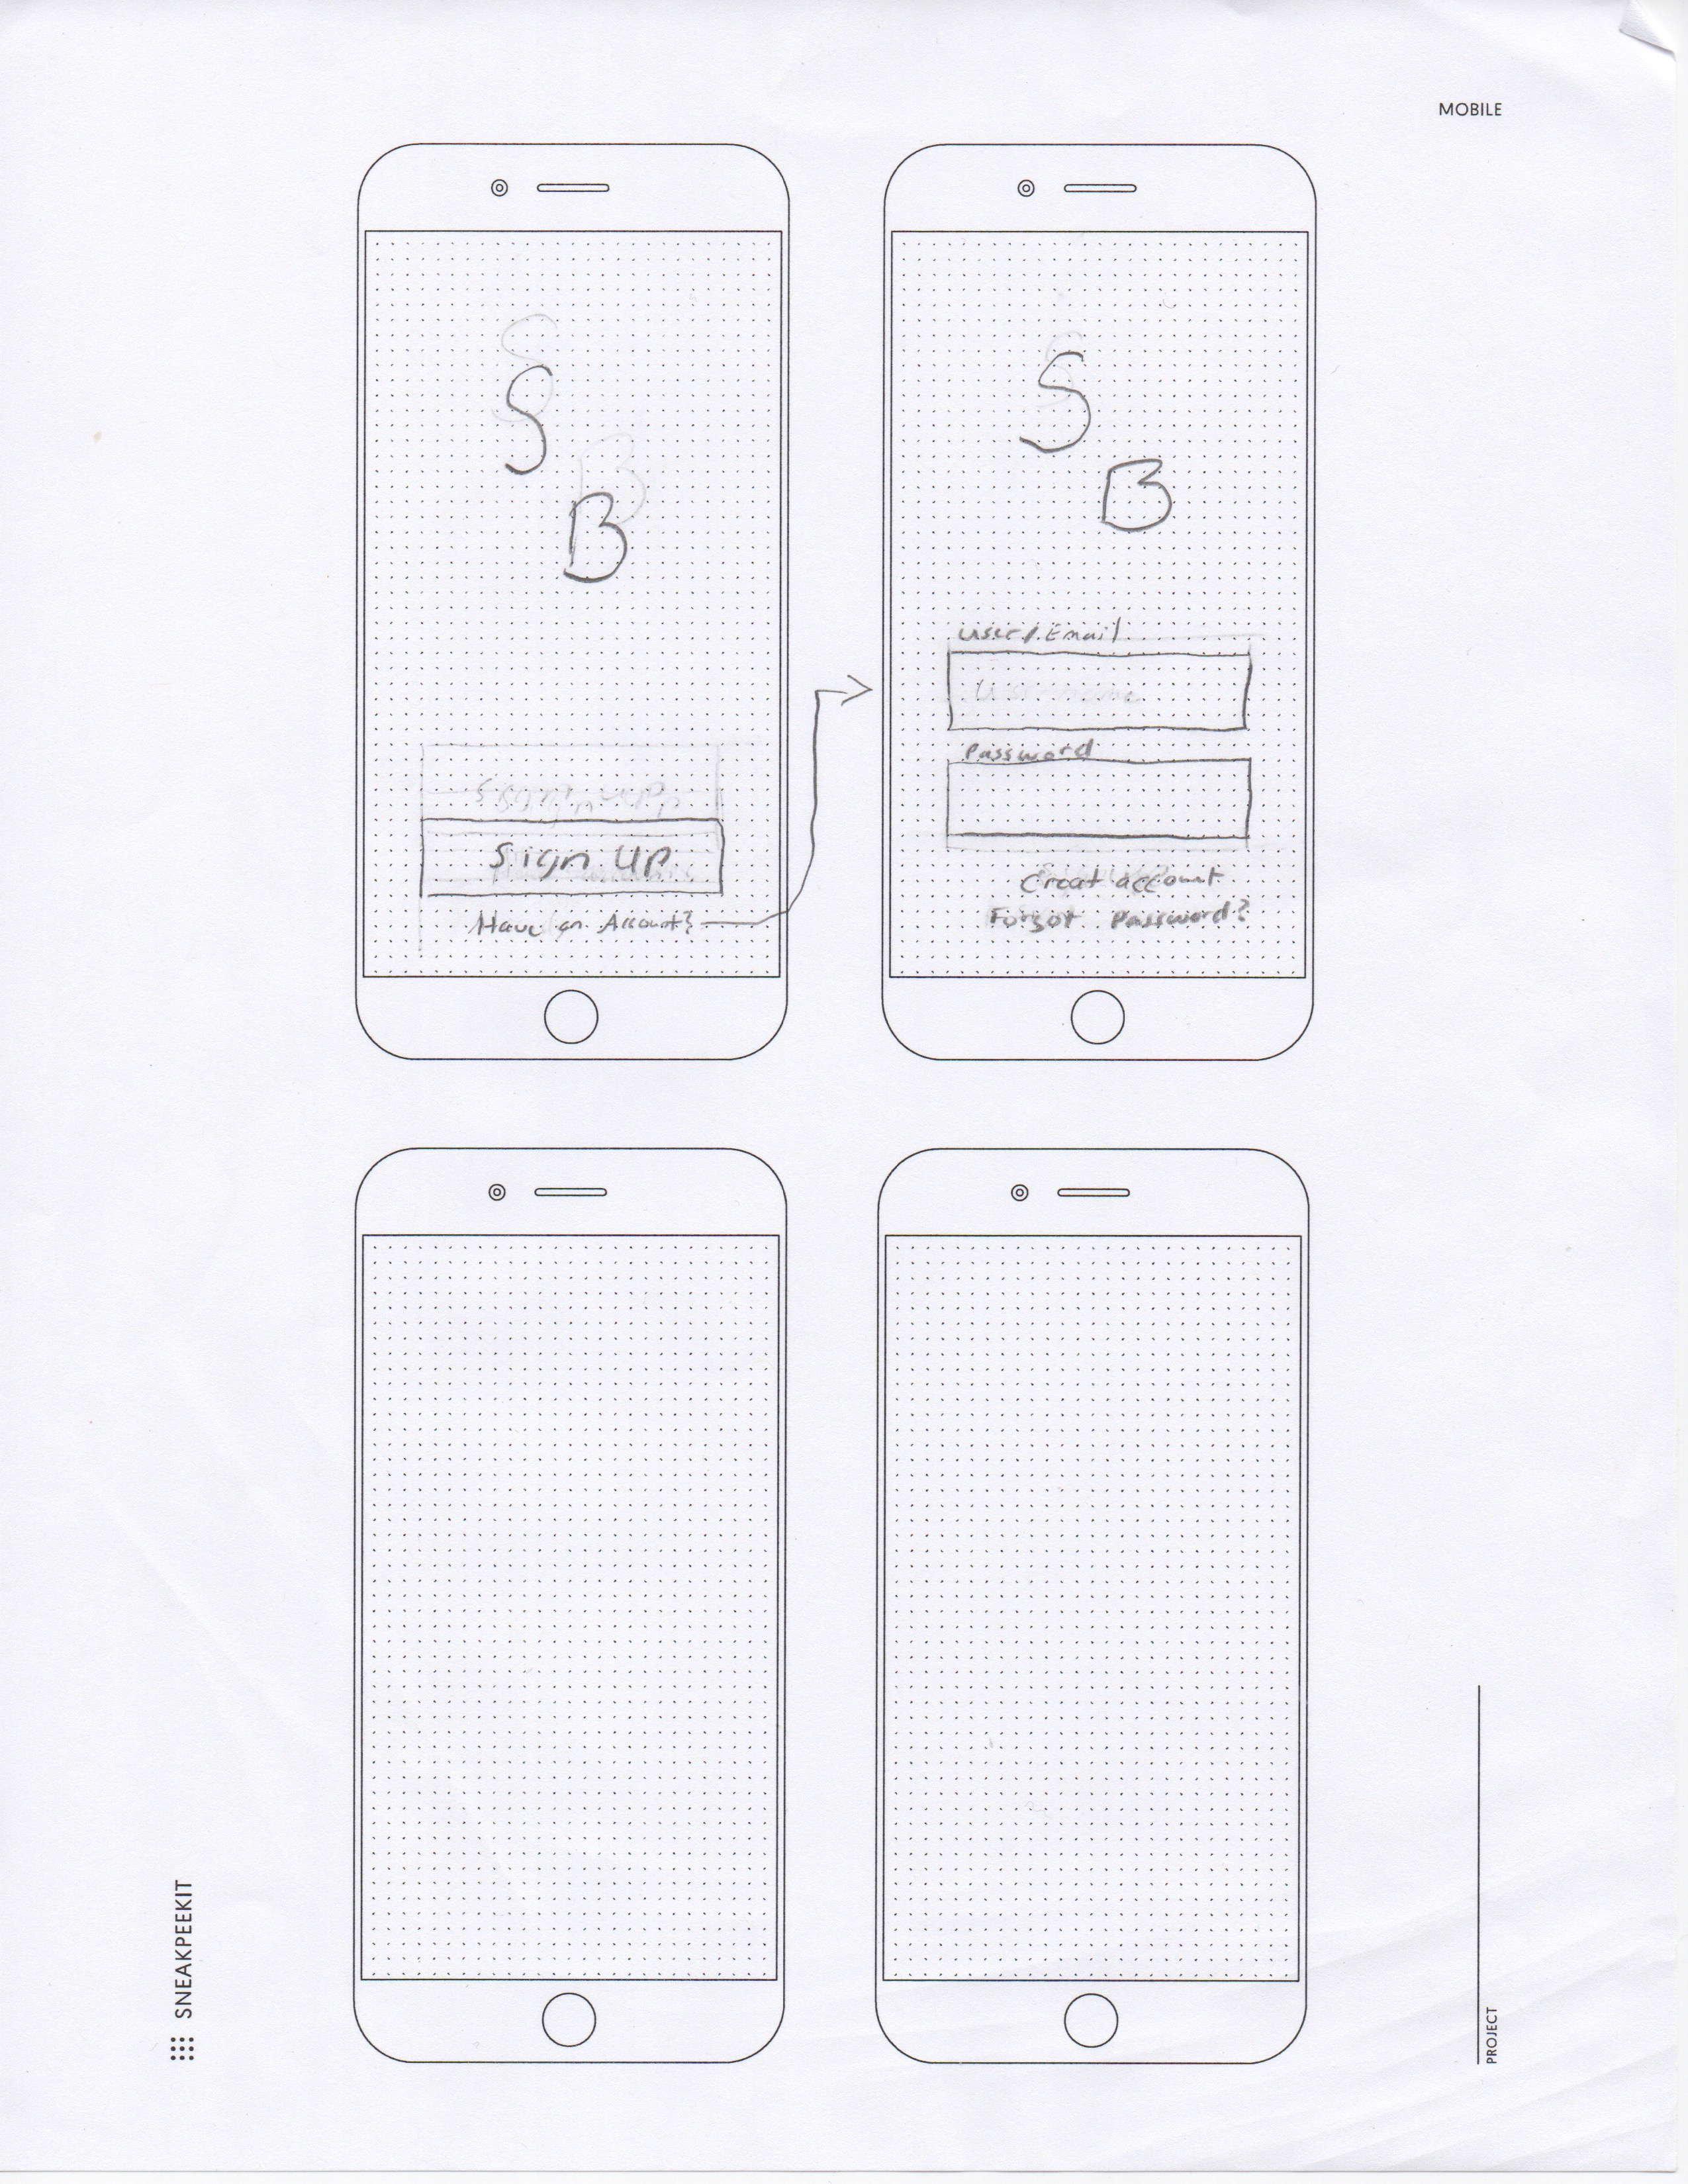 MOBILE
S
B
Sign UP
Have an Account?
S
B
user/Email
Username
Password
Creat account
Forgot Password?
SNEAKPEEKIT
PROJECT